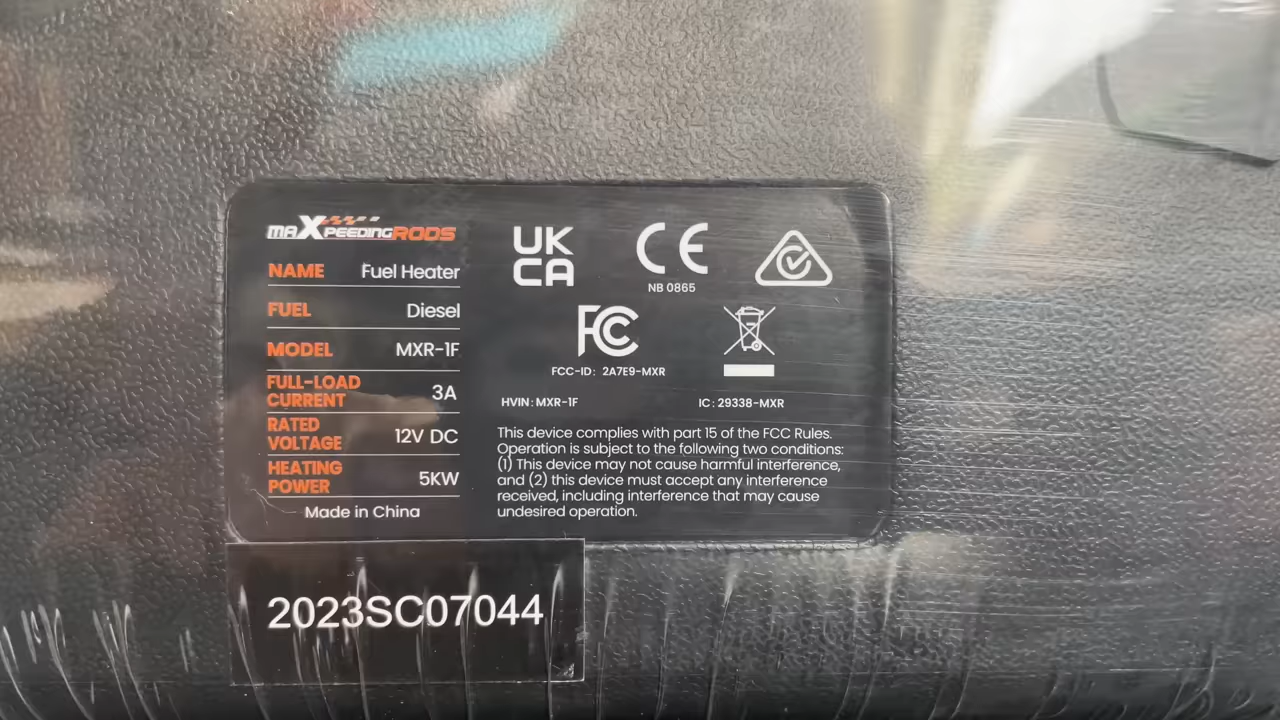 maXpeedingRODS
NAME Fuel Heater
FUEL Diesel
MODEL MXR-1F
FULL-LOAD
CURRENT 3A
RATED
VOLTAGE 12V DC
HEATING
POWER 5KW
Made in China
UK
CA
CE
NB 0865
FC
FCC-ID: 2A7E9-MXR
HVIN: MXR-1F
IC: 29338-MXR
This device complies with part 15 of the FCC Rules.
Operation is subject to the following two conditions:
(1) This device may not cause harmful interference,
and (2) this device must accept any interference
received, including interference that may cause
undesired operation.
2023SC07044